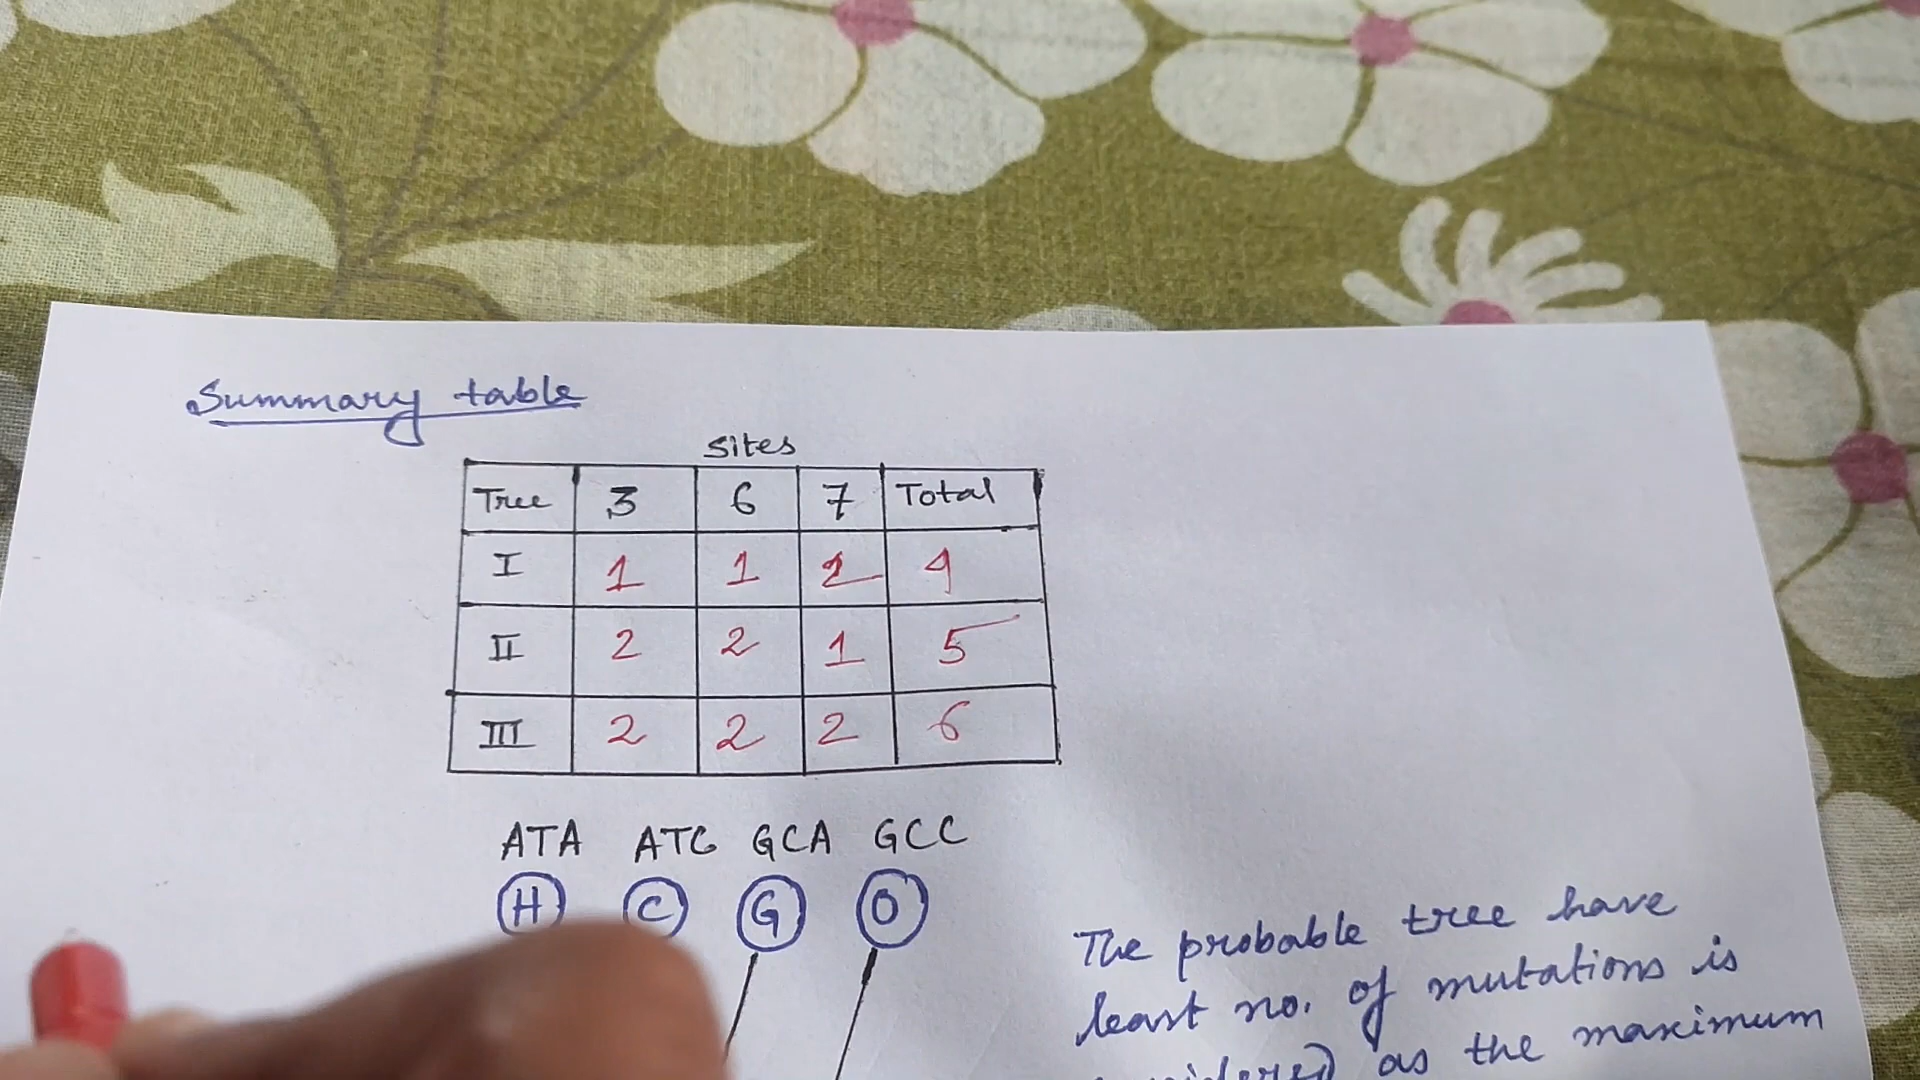 Summary table
Sites
Tree 3 6 7 Total
I 1 1 2 4
II 2 2 1 5
III 2 2 2 6
ATA ATC GCA GCC
H C G O
The probable tree have
least no. of mutations is
as the maximum